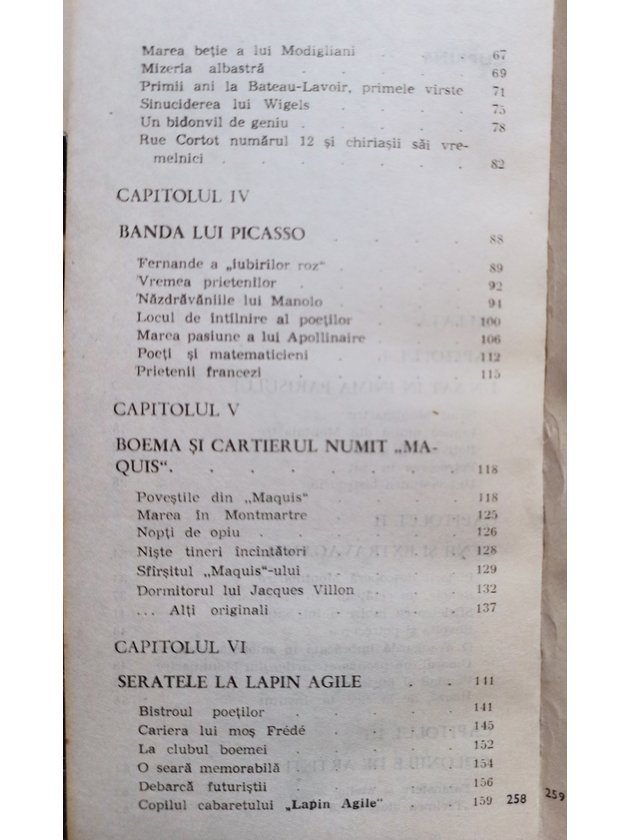 Marea beție a lui Modigliani . . . . 67
Mizeria albastră . . . . . . 69
Primii ani la Bateau-Lavoir, primele vîrste 71
Sinuciderea lui Wigels . . . . . 75
Un bidonvil de geniu . . . . . 78
Rue Cortot numărul 12 și chiriașii săi vre-
melnici . . . . . . . . 82
CAPITOLUL IV
BANDA LUI PICASSO . . . . 88
Fernande a „iubirilor roz“ . . . . 89
Vremea prietenilor . . . . . 92
Năzdrăvăniile lui Manolo . . . . 94
Locul de întîlnire al poeților . . . . 100
Marea pasiune a lui Apollinaire . . . 106
Poeți și matematicieni . . . . . 112
Prietenii francezi . . . . . . 115
CAPITOLUL V
BOEMA ȘI CARTIERUL NUMIT „MA-
QUIS“. . . . . . . . . 118
Poveștile din „Maquis“ . . . . . 118
Marea în Montmartre . . . . . 125
Nopți de opiu . . . . . . 126
Niște tineri încîntători . . . . . 128
Sfîrșitul „Maquis“-ului . . . . . 129
Dormitorul lui Jacques Villon . . . . 132
... Alți originali . . . . . . 137
CAPITOLUL VI
SERATELE LA LAPIN AGILE . . 141
Bistroul poeților . . . . . . 141
Cariera lui moș Frédé . . . . . 145
La clubul boemei . . . . . . 152
O seară memorabilă . . . . . 154
Debarcă futuriștii . . . . . . 156
Copilul cabaretului „Lapin Agile“ . . . 159
258 259